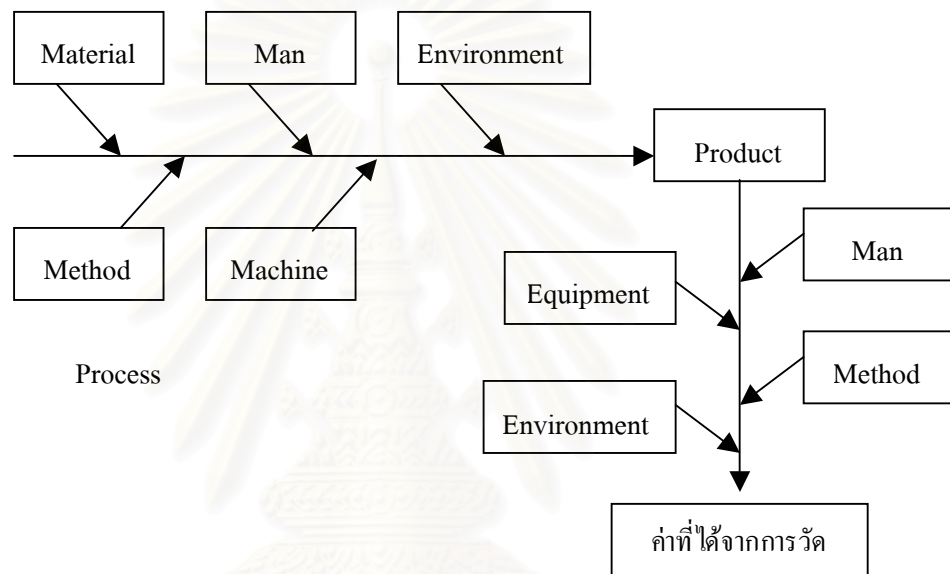 Material
Man
Environment
Product
Method
Machine
Man
Equipment
Method
Process
Environment
ค่าที่ได้จากการวัด